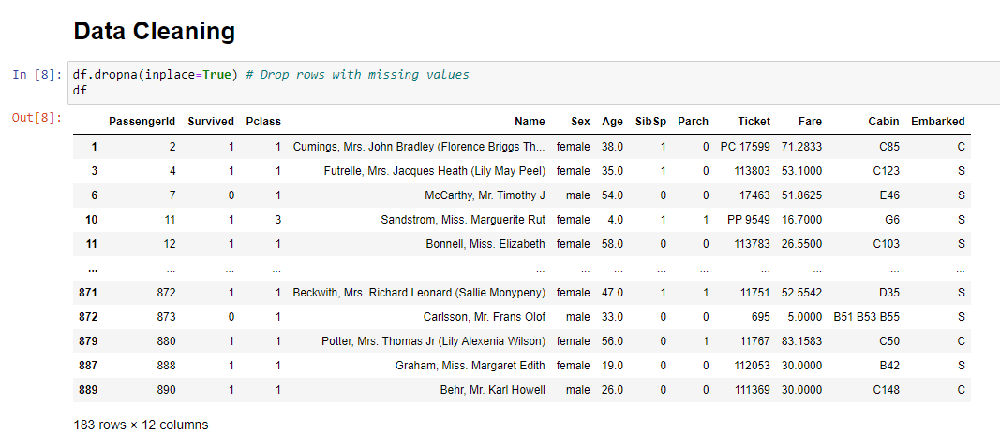 Data Cleaning
In [8]: df.dropna(inplace=True) # Drop rows with missing values
df
Out[8]:
PassengerId Survived Pclass Name Sex Age SibSp Parch Ticket Fare Cabin Embarked
1 2 1 1 Cumings, Mrs. John Bradley (Florence Briggs Th... female 38.0 1 0 PC 17599 71.2833 C85 C
3 4 1 1 Futrelle, Mrs. Jacques Heath (Lily May Peel) female 35.0 1 0 113803 53.1000 C123 S
6 7 0 1 McCarthy, Mr. Timothy J male 54.0 0 0 17463 51.8625 E46 S
10 11 1 3 Sandstrom, Miss. Marguerite Rut female 4.0 1 1 PP 9549 16.7000 G6 S
11 12 1 1 Bonnell, Miss. Elizabeth female 58.0 0 0 113783 26.5500 C103 S
... ... ... ... ... ... ... ... ... ... ... ... ...
871 872 1 1 Beckwith, Mrs. Richard Leonard (Sallie Monypeny) female 47.0 1 1 11751 52.5542 D35 S
872 873 0 1 Carlsson, Mr. Frans Olof male 33.0 0 0 695 5.0000 B51 B53 B55 S
879 880 1 1 Potter, Mrs. Thomas Jr (Lily Alexenia Wilson) female 56.0 0 1 11767 83.1583 C50 C
887 888 1 1 Graham, Miss. Margaret Edith female 19.0 0 0 112053 30.0000 B42 S
889 890 1 1 Behr, Mr. Karl Howell male 26.0 0 0 111369 30.0000 C148 C
183 rows × 12 columns